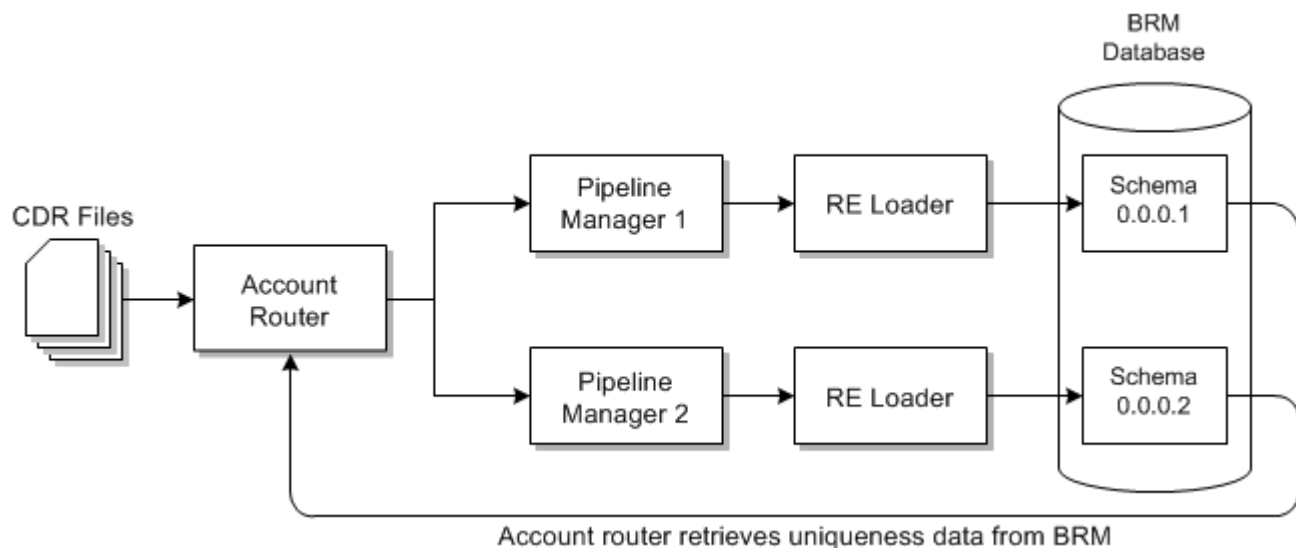 BRM
Database
CDR Files
Account
Router
Pipeline
Manager 1
RE Loader
Schema
0.0.0.1
Pipeline
Manager 2
RE Loader
Schema
0.0.0.2
Account router retrieves uniqueness data from BRM